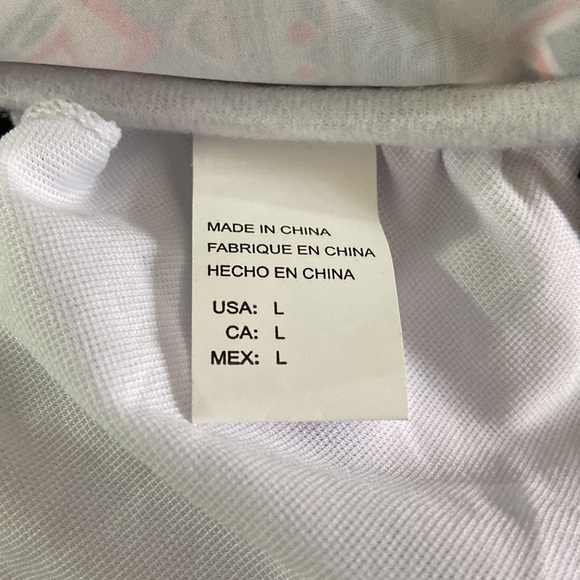 MADE IN CHINA
FABRIQUE EN CHINA
HECHO EN CHINA
USA: L
CA: L
MEX: L